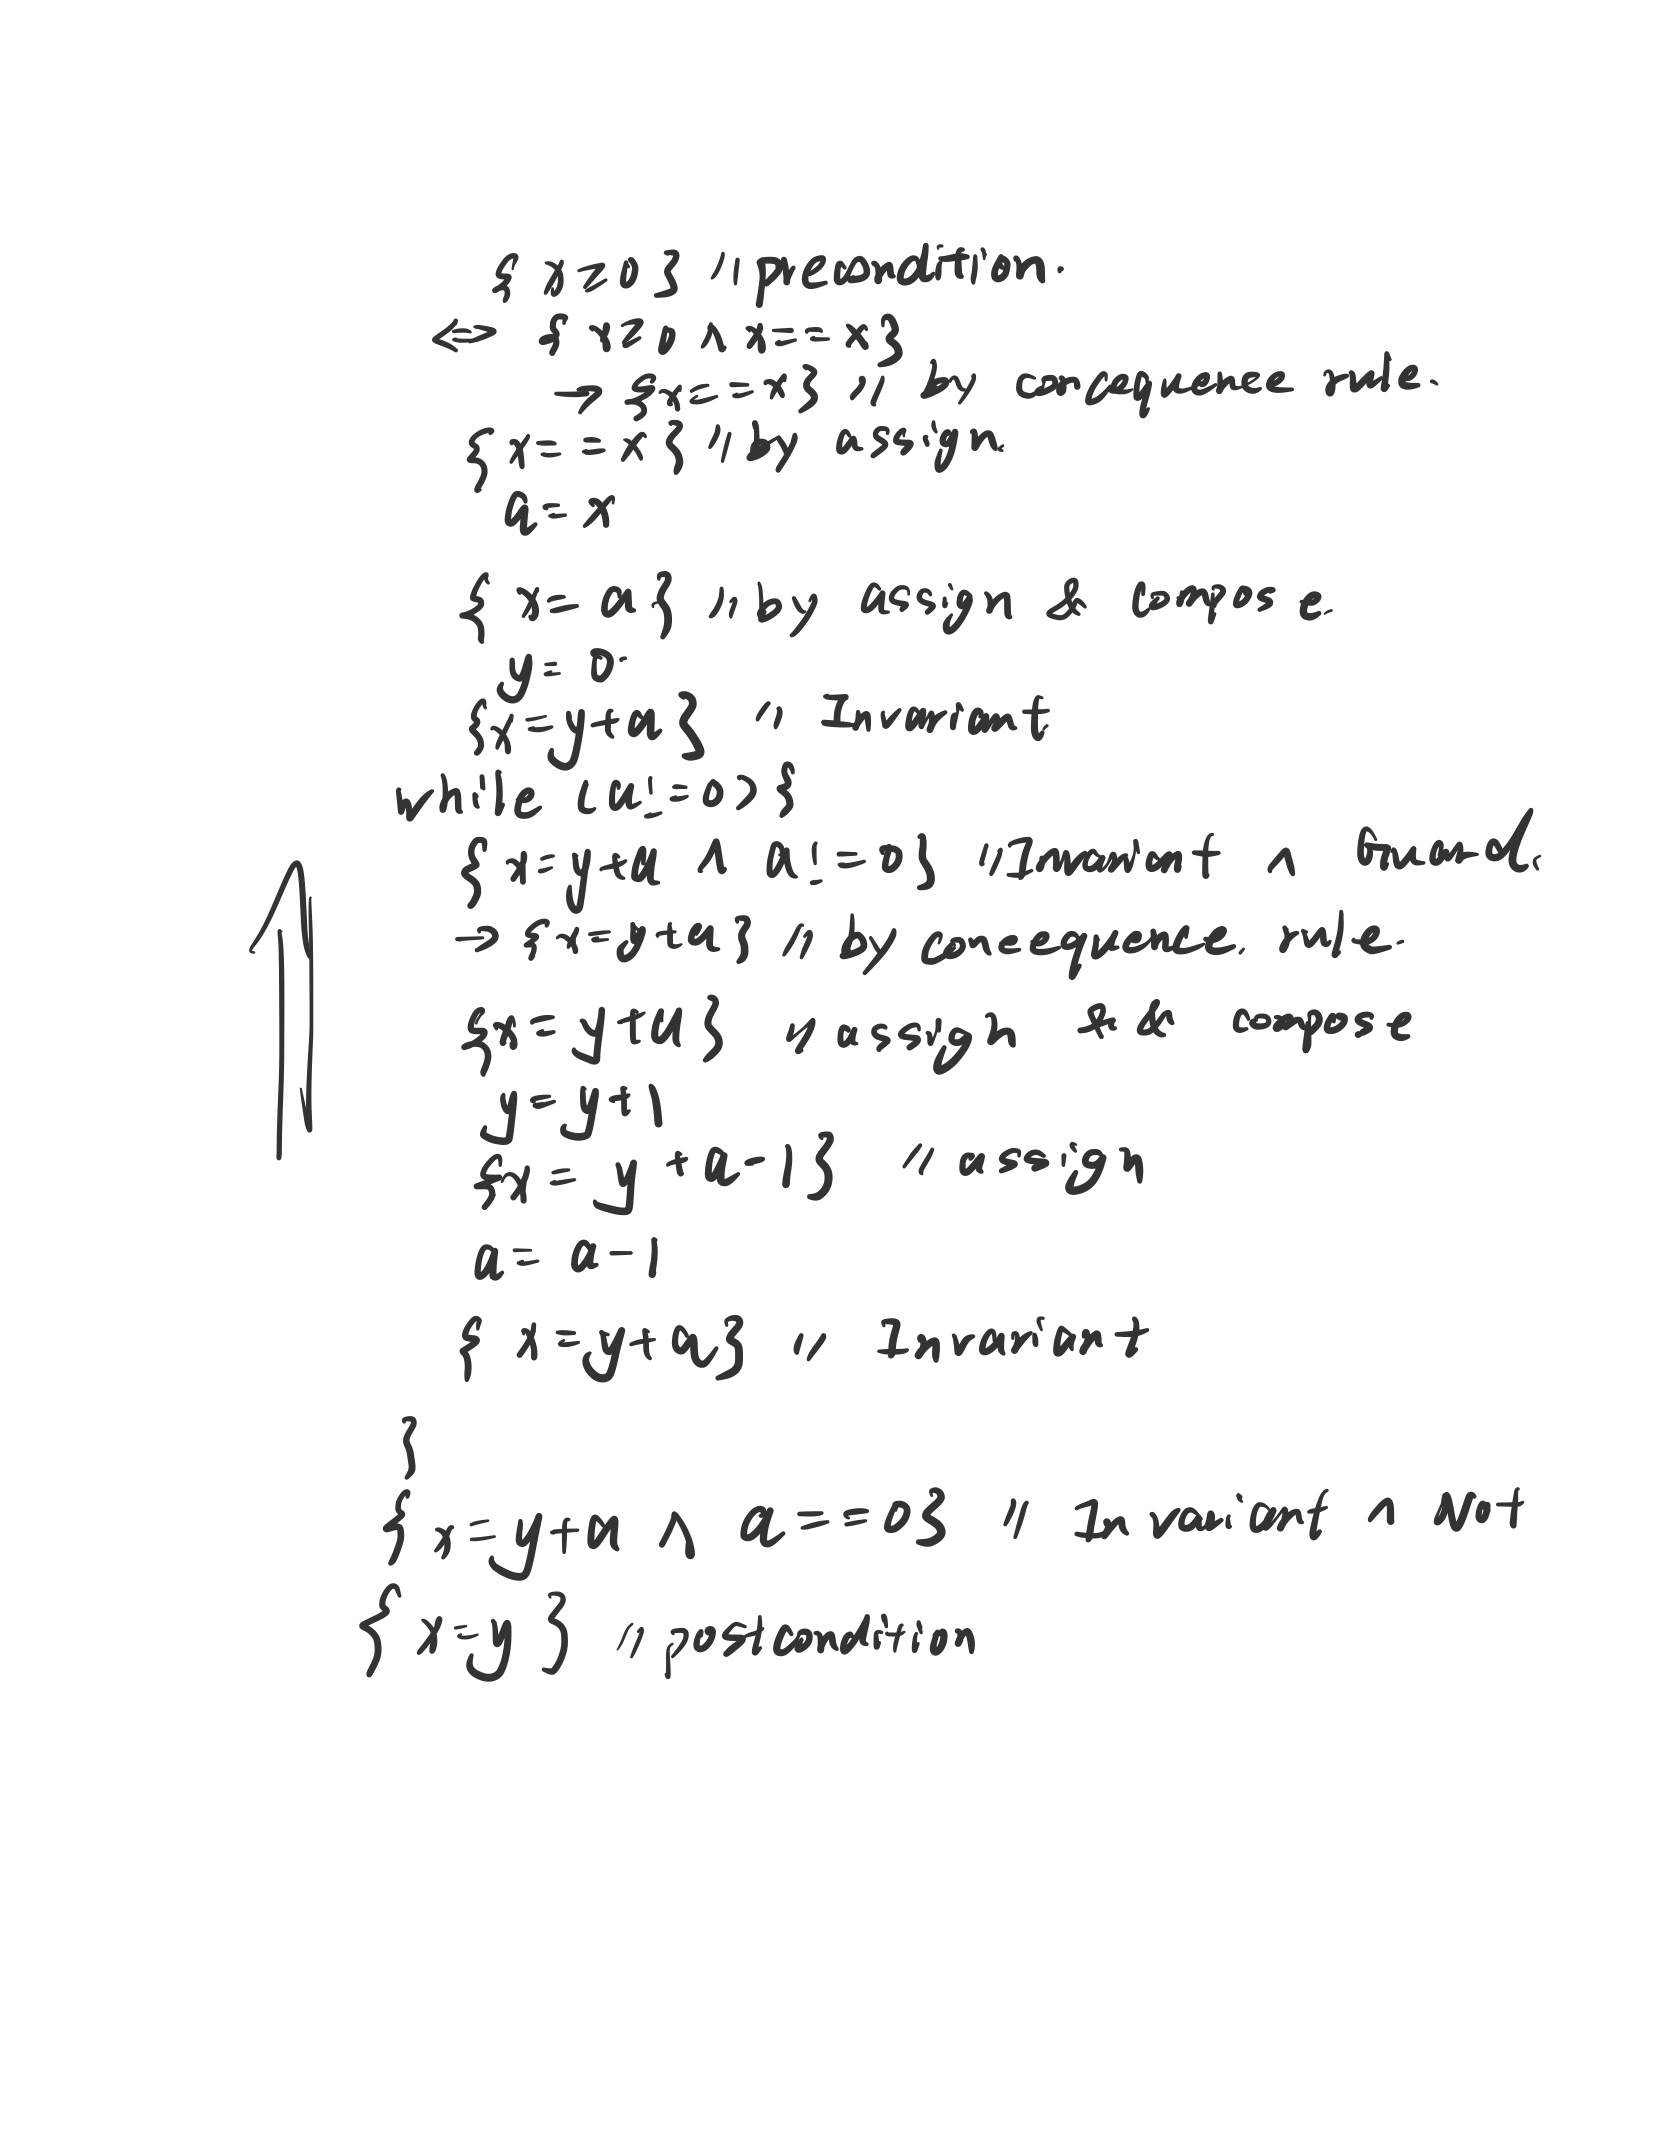 { x≥0 } // precondition.
⇔ { x≥0 ∧ x==x}
→ {x==x} // by concequence rule.
{x==x} // by assign.
a=x
{ x=a} // by assign & compose.
y=0
{x=y+a} // Invariant
while (a!=0){
{ x=y+a ∧ a!=0} // Invariant ∧ Guard.
→ {x=y+a} // by concequence. rule.
{x=y+a} // assign && compose
y=y+1
{x=y+a-1} // assign
a=a-1
{ x=y+a} // Invariant
}
{ x=y+a ∧ a==0} // Invariant ∧ Not
{ x=y } // postcondition